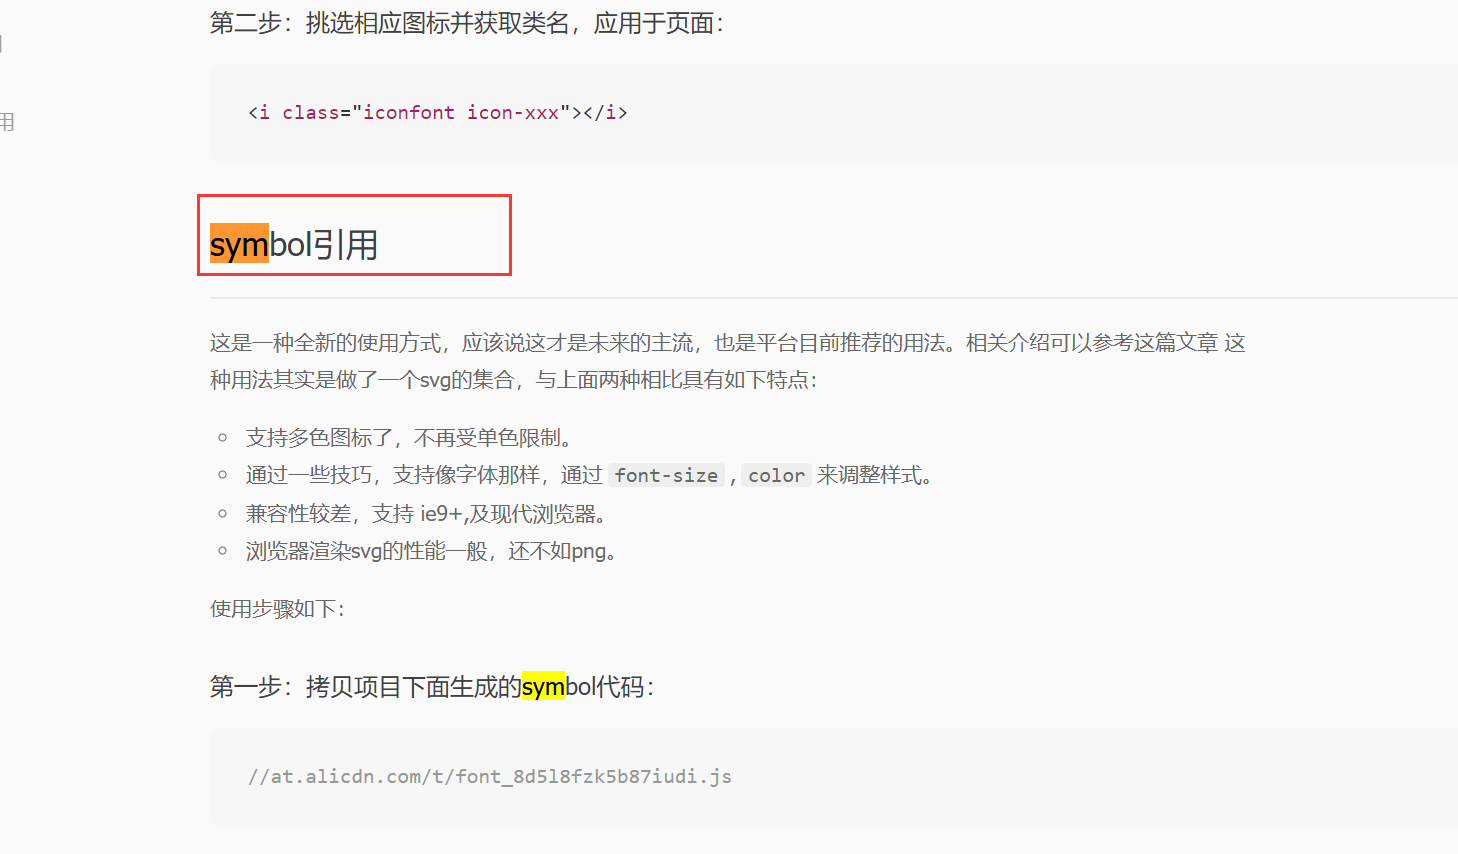 第二步：挑选相应图标并获取类名，应用于页面：
<i class="iconfont icon-xxx"></i>
用
symbol引用
这是一种全新的使用方式，应该说这才是未来的主流，也是平台目前推荐的用法。相关介绍可以参考这篇文章 这
种用法其实是做了一个svg的集合，与上面两种相比具有如下特点：
支持多色图标了，不再受单色限制。
通过一些技巧，支持像字体那样，通过 font-size , color 来调整样式。
兼容性较差，支持 ie9+,及现代浏览器。
浏览器渲染svg的性能一般，还不如png。
使用步骤如下：
第一步：拷贝项目下面生成的symbol代码：
//at.alicdn.com/t/font_8d5l8fzk5b87iudi.js